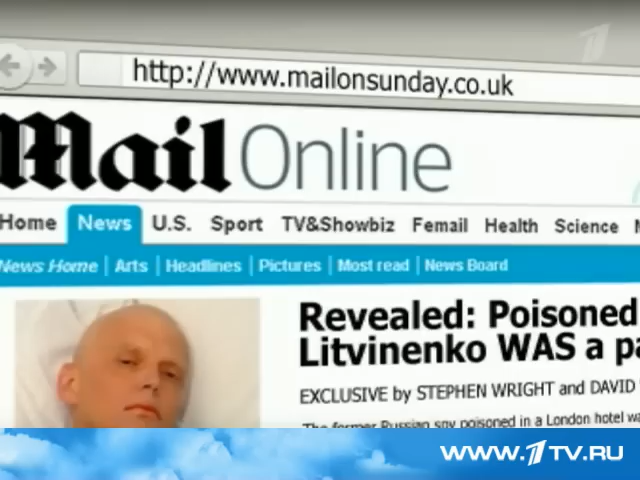 http://www.mailonsunday.co.uk
Mail Online
Home News U.S. Sport TV&Showbiz Femail Health Science
News Home Arts Headlines Pictures Most read News Board
Revealed: Poisoned
Litvinenko WAS a pa
EXCLUSIVE by STEPHEN WRIGHT and DAVID
The former Russian spy poisoned in a London hotel wa
WWW.1TV.RU